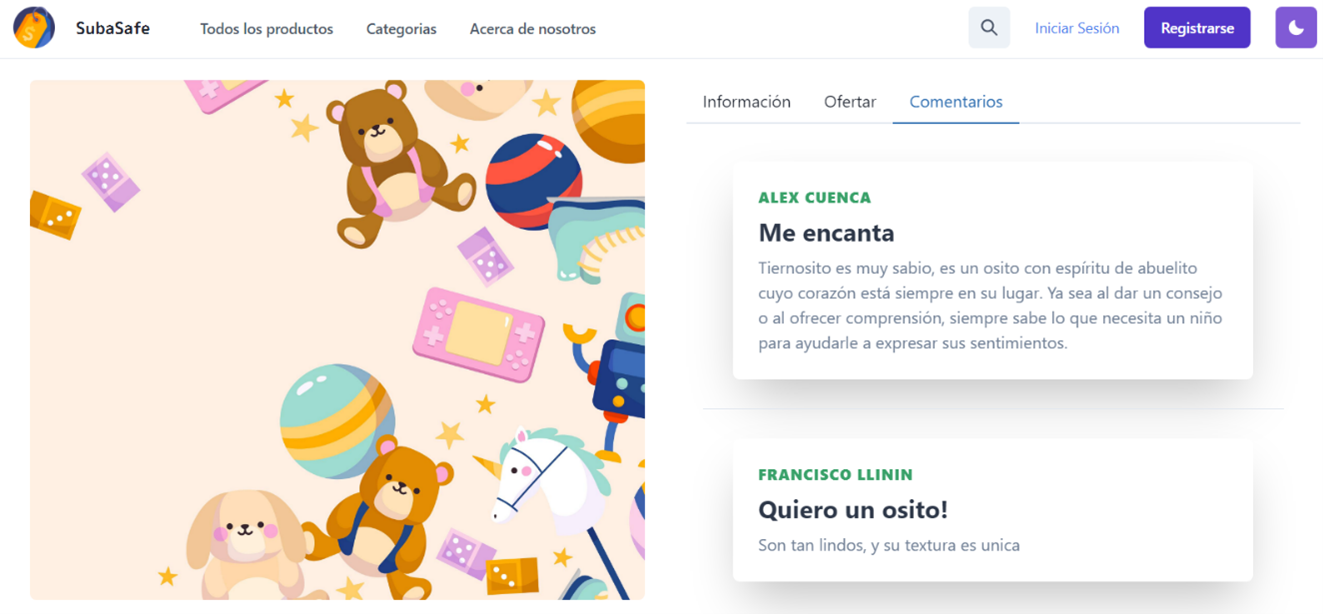 SubaSafe
Todos los productos
Categorias
Acerca de nosotros
Iniciar Sesión
Registrarse
Información
Ofertar
Comentarios
ALEX CUENCA
Me encanta
Tiernosito es muy sabio, es un osito con espíritu de abuelito
cuyo corazón está siempre en su lugar. Ya sea al dar un consejo
o al ofrecer comprensión, siempre sabe lo que necesita un niño
para ayudarle a expresar sus sentimientos.
FRANCISCO LLININ
Quiero un osito!
Son tan lindos, y su textura es unica